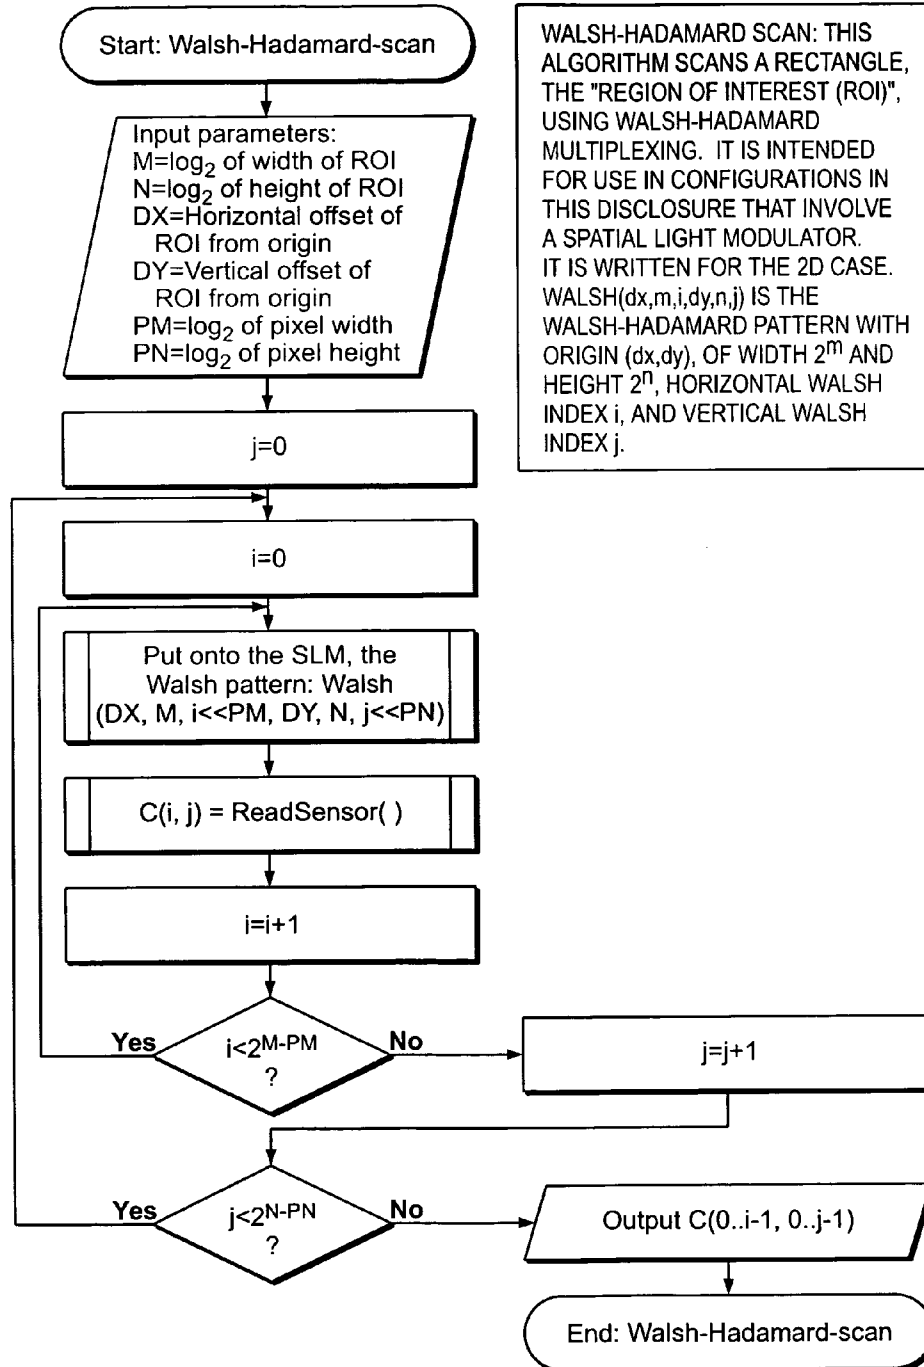 Start: Walsh-Hadamard-scan
Input parameters:
M=log₂ of width of ROI
N=log₂ of height of ROI
DX=Horizontal offset of
ROI from origin
DY=Vertical offset of
ROI from origin
PM=log₂ of pixel width
PN=log₂ of pixel height
WALSH-HADAMARD SCAN: THIS
ALGORITHM SCANS A RECTANGLE,
THE "REGION OF INTEREST (ROI)",
USING WALSH-HADAMARD
MULTIPLEXING. IT IS INTENDED
FOR USE IN CONFIGURATIONS IN
THIS DISCLOSURE THAT INVOLVE
A SPATIAL LIGHT MODULATOR.
IT IS WRITTEN FOR THE 2D CASE.
WALSH(dx,m,i,dy,n,j) IS THE
WALSH-HADAMARD PATTERN WITH
ORIGIN (dx,dy), OF WIDTH 2^m AND
HEIGHT 2^n, HORIZONTAL WALSH
INDEX i, AND VERTICAL WALSH
INDEX j.
j=0
i=0
Put onto the SLM, the
Walsh pattern: Walsh
(DX, M, i<<PM, DY, N, j<<PN)
C(i, j) = ReadSensor( )
i=i+1
Yes
i<2^M-PM
?
No
j=j+1
Yes
j<2^N-PN
?
No
Output C(0..i-1, 0..j-1)
End: Walsh-Hadamard-scan